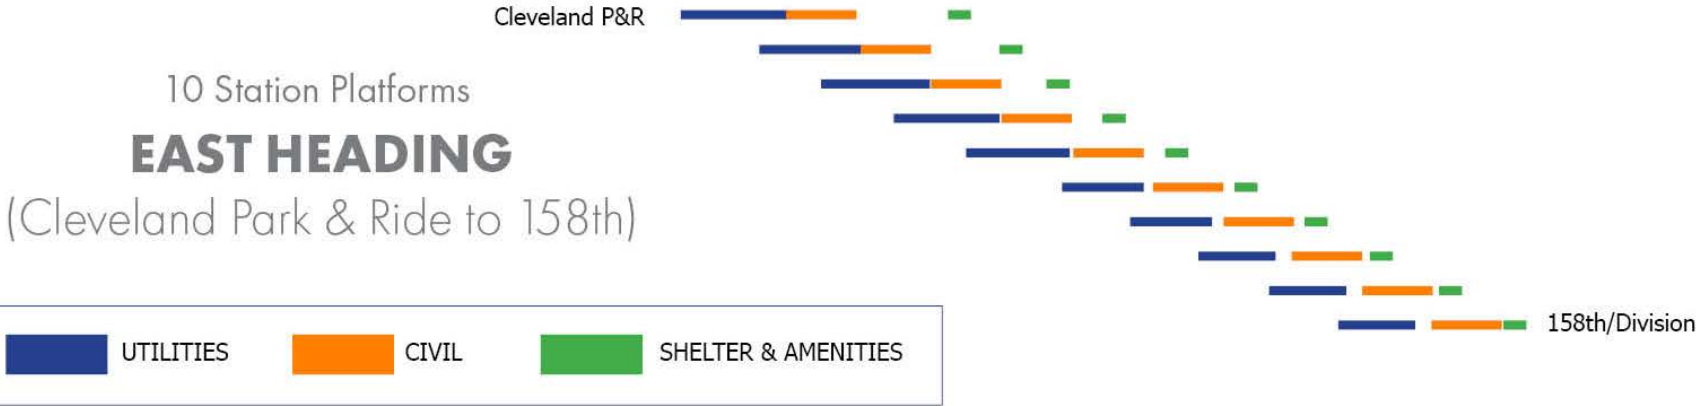 Cleveland P&R
10 Station Platforms
EAST HEADING
(Cleveland Park & Ride to 158th)
158th/Division
UTILITIES
CIVIL
SHELTER & AMENITIES